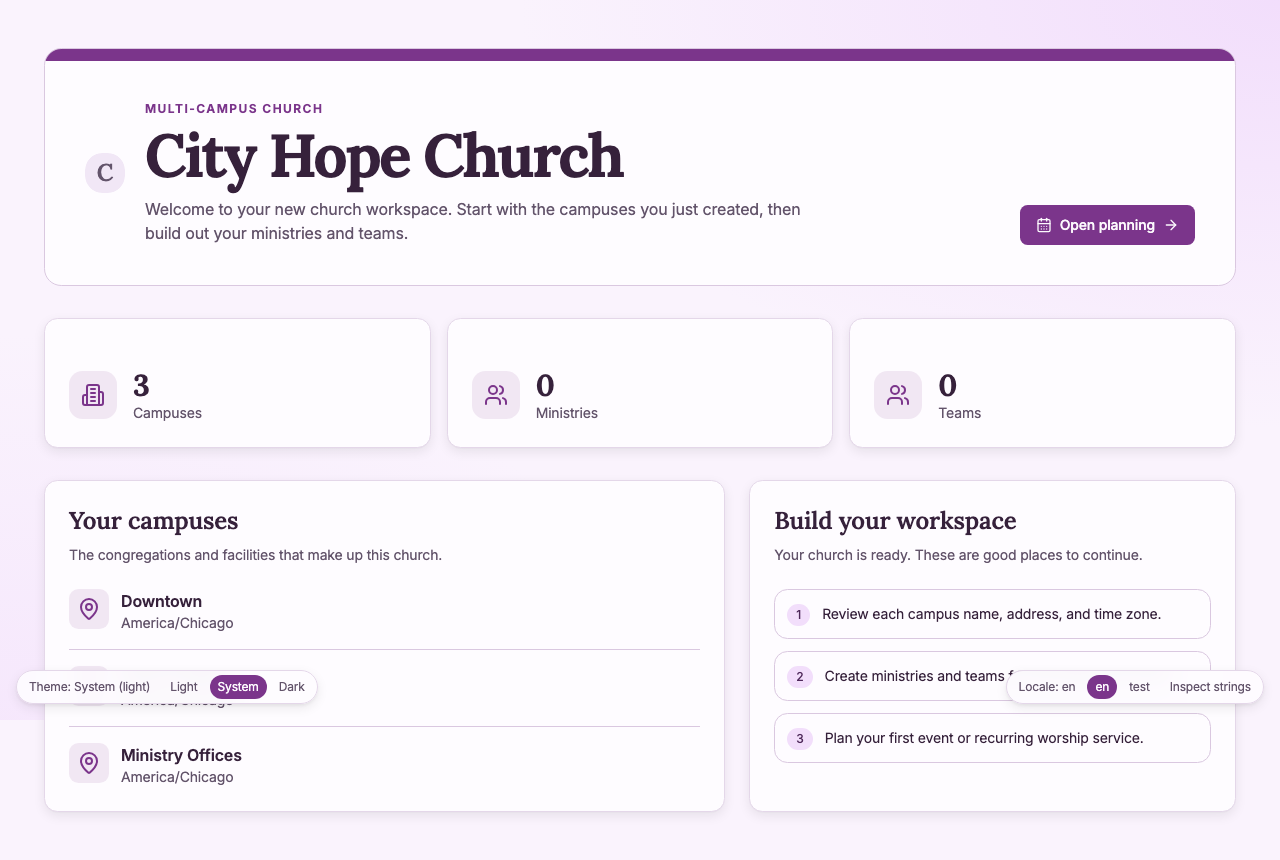 MULTI-CAMPUS CHURCH
C
City Hope Church
Welcome to your new church workspace. Start with the campuses you just created, then
build out your ministries and teams.
Open planning
3
Campuses
0
Ministries
0
Teams
Your campuses
The congregations and facilities that make up this church.
Downtown
America/Chicago
Ministry Offices
America/Chicago
Build your workspace
Your church is ready. These are good places to continue.
1 Review each campus name, address, and time zone.
2 Create ministries and teams
3 Plan your first event or recurring worship service.
Theme: System (light) Light System Dark
Locale: en en test Inspect strings